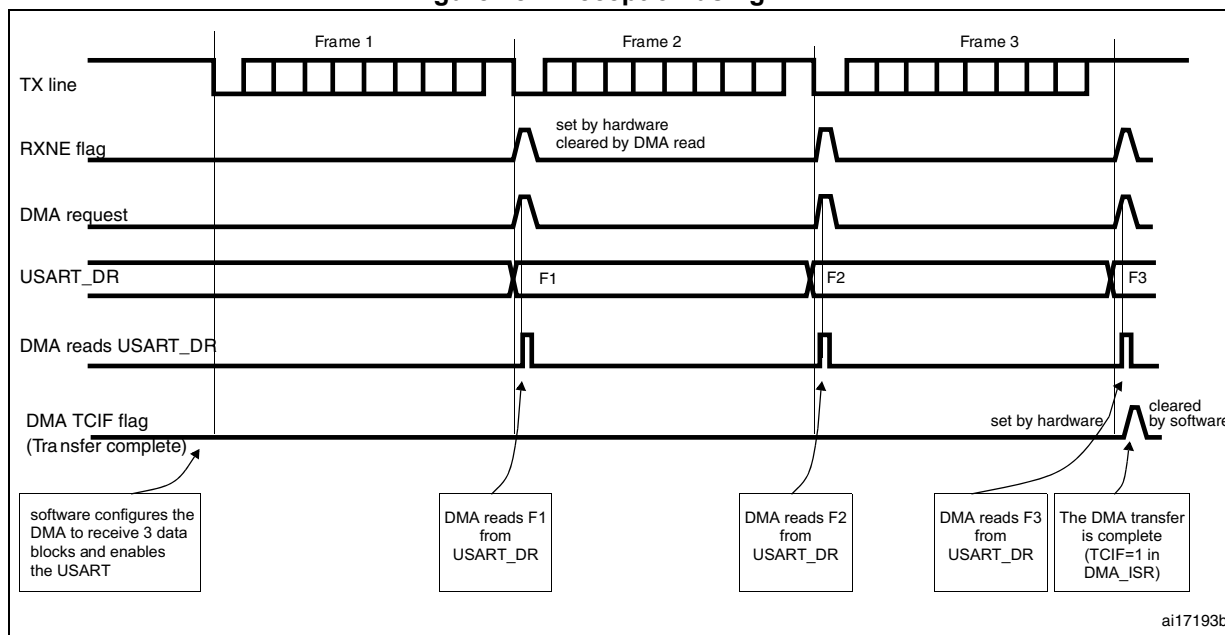 Frame 1
Frame 2
Frame 3
TX line
set by hardware
cleared by DMA read
RXNE flag
DMA request
USART_DR
F1
F2
F3
DMA reads USART_DR
DMA TCIF flag
(Transfer complete)
set by hardware
cleared
by software
software configures the
DMA to receive 3 data
blocks and enables
the USART
DMA reads F1
from
USART_DR
DMA reads F2
from
USART_DR
DMA reads F3
from
USART_DR
The DMA transfer
is complete
(TCIF=1 in
DMA_ISR)
ai17193b